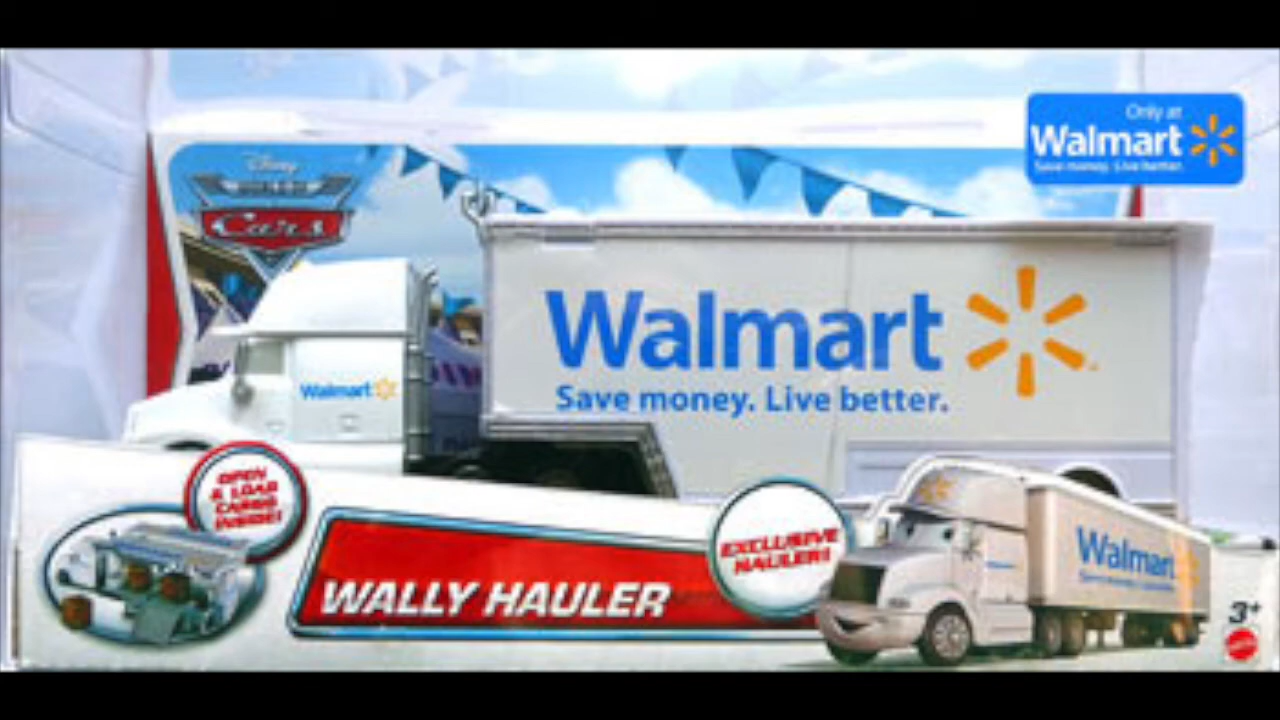 Only at
Walmart
Save money. Live better.
Disney
Cars
Walmart
Save money. Live better.
Walmart
OPEN
& LOAD
CARGO
INSIDE!
EXCLUSIVE
HAULER!
WALLY HAULER
Walmart
3+